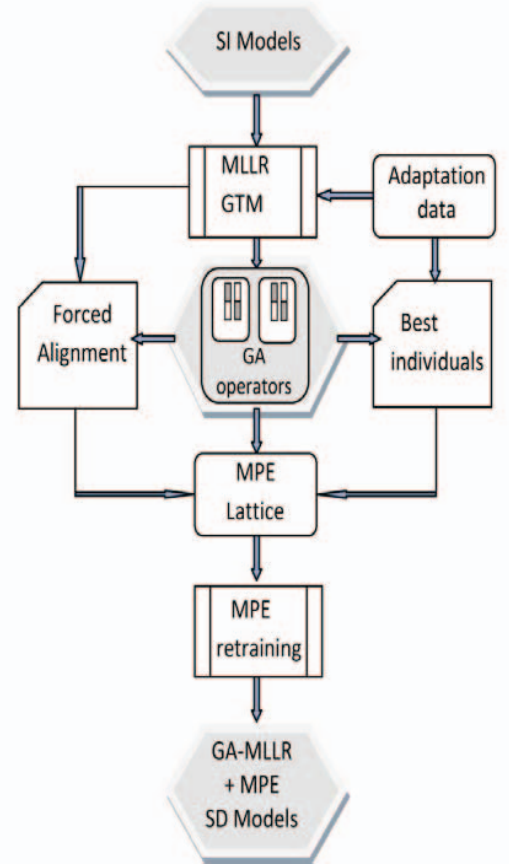 SI Models
MLLR
GTM
Adaptation
data
Forced
Alignment
GA
operators
Best
individuals
MPE
Lattice
MPE
retraining
GA-MLLR
+ MPE
SD Models